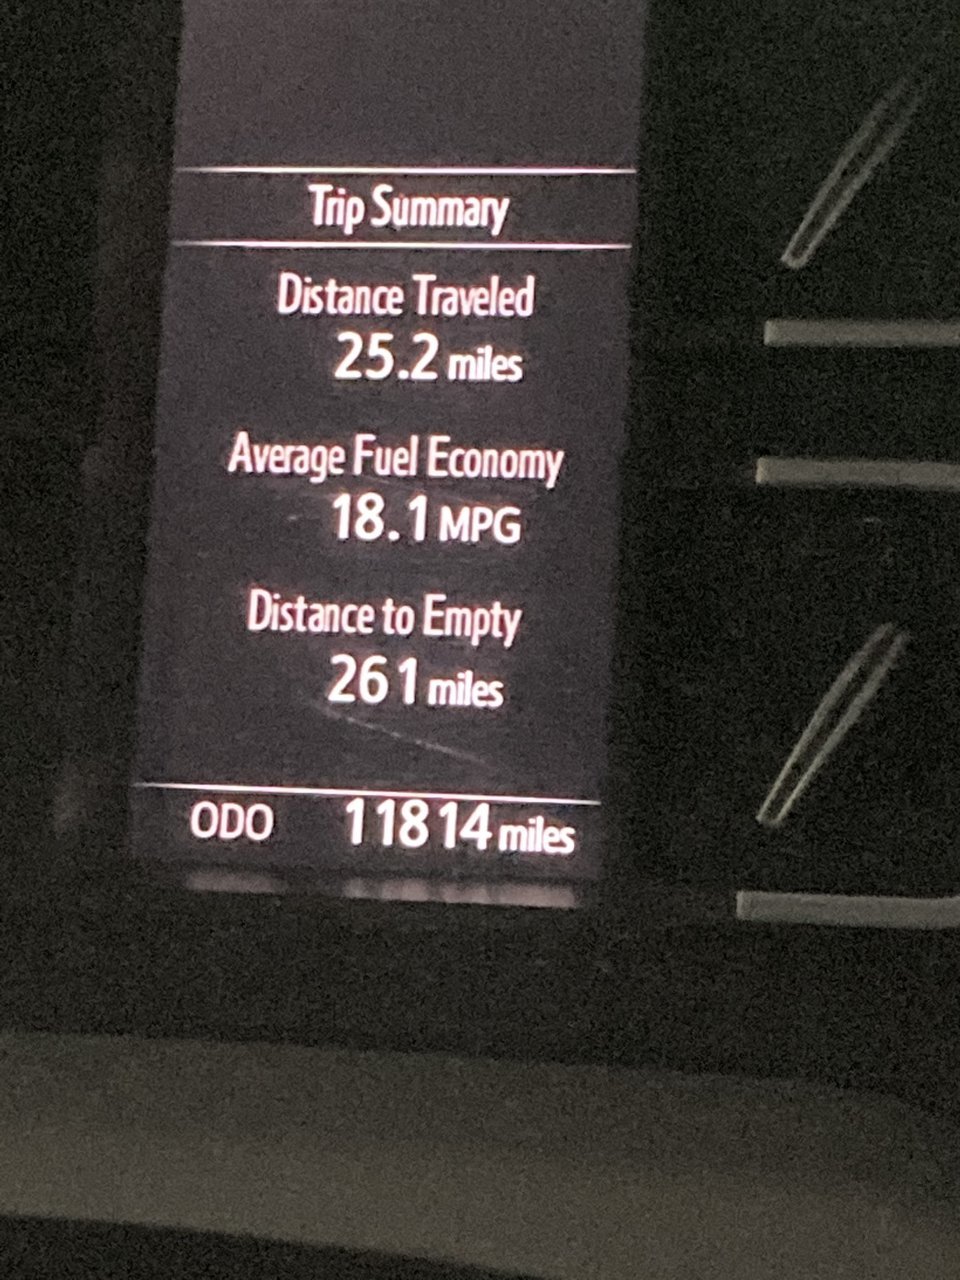 Trip Summary
Distance Traveled
25.2 miles
Average Fuel Economy
18.1 MPG
Distance to Empty
261 miles
ODO 11814 miles